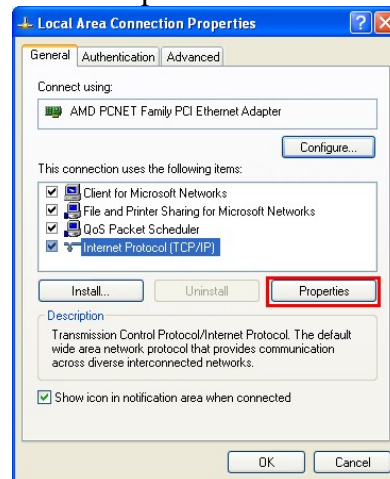 Local Area Connection Properties
General Authentication Advanced
Connect using:
AMD PCNET Family PCI Ethernet Adapter
Configure...
This connection uses the following items:
Client for Microsoft Networks
File and Printer Sharing for Microsoft Networks
QoS Packet Scheduler
Internet Protocol (TCP/IP)
Install... Uninstall Properties
Description
Transmission Control Protocol/Internet Protocol. The default
wide area network protocol that provides communication
across diverse interconnected networks.
Show icon in notification area when connected
OK Cancel